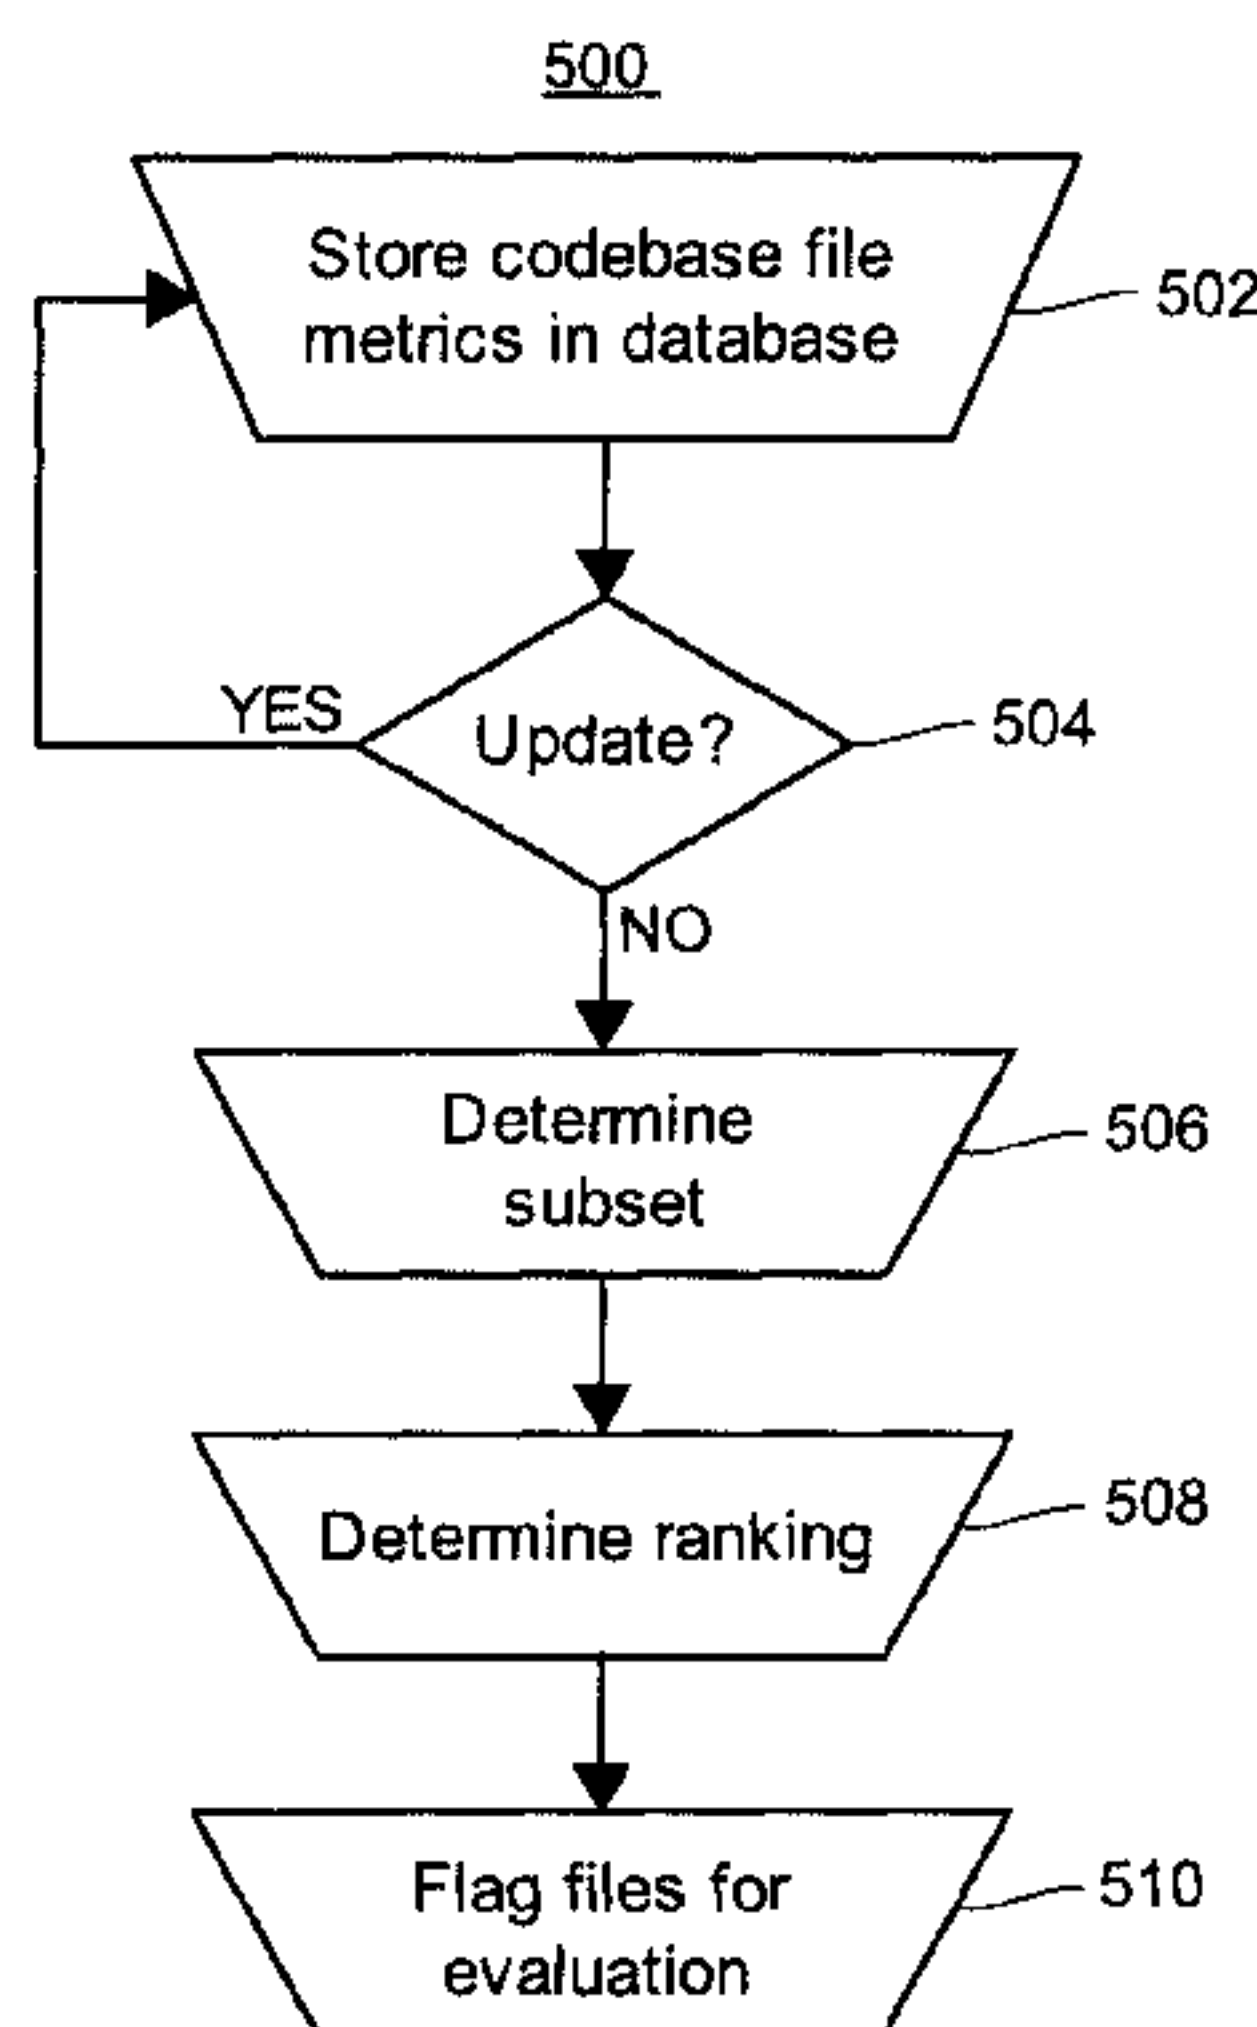 500
Store codebase file
metrics in database
502
YES
Update?
504
NO
Determine
subset
506
Determine ranking
508
Flag files for
evaluation
510